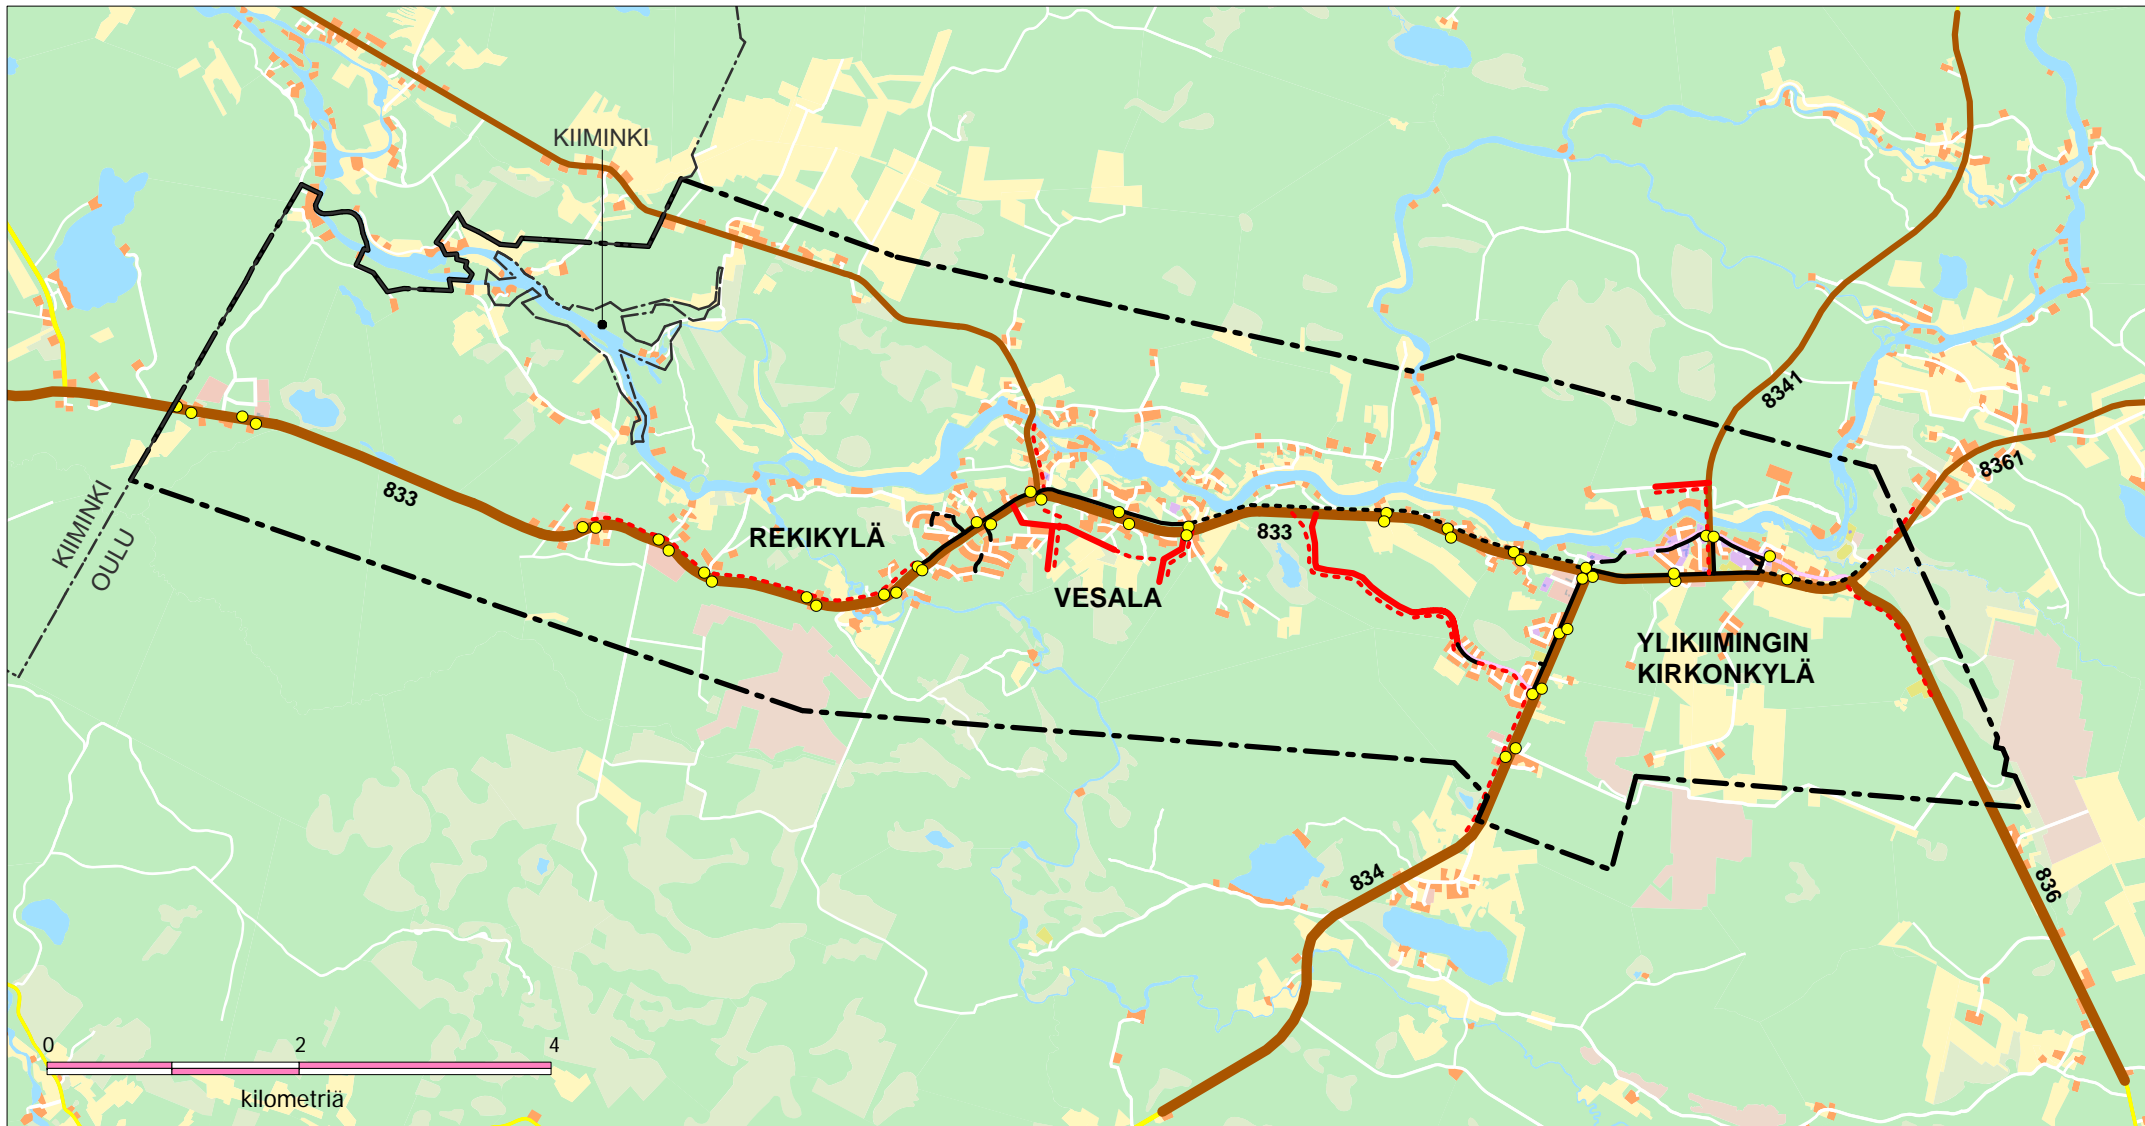 KIIMINKI
8341
8361
833
KIIMINKI
OULU
REKIKYLÄ
833
VESALA
YLIKIIMINGIN
KIRKONKYLÄ
834
836
0 2 4
kilometriä